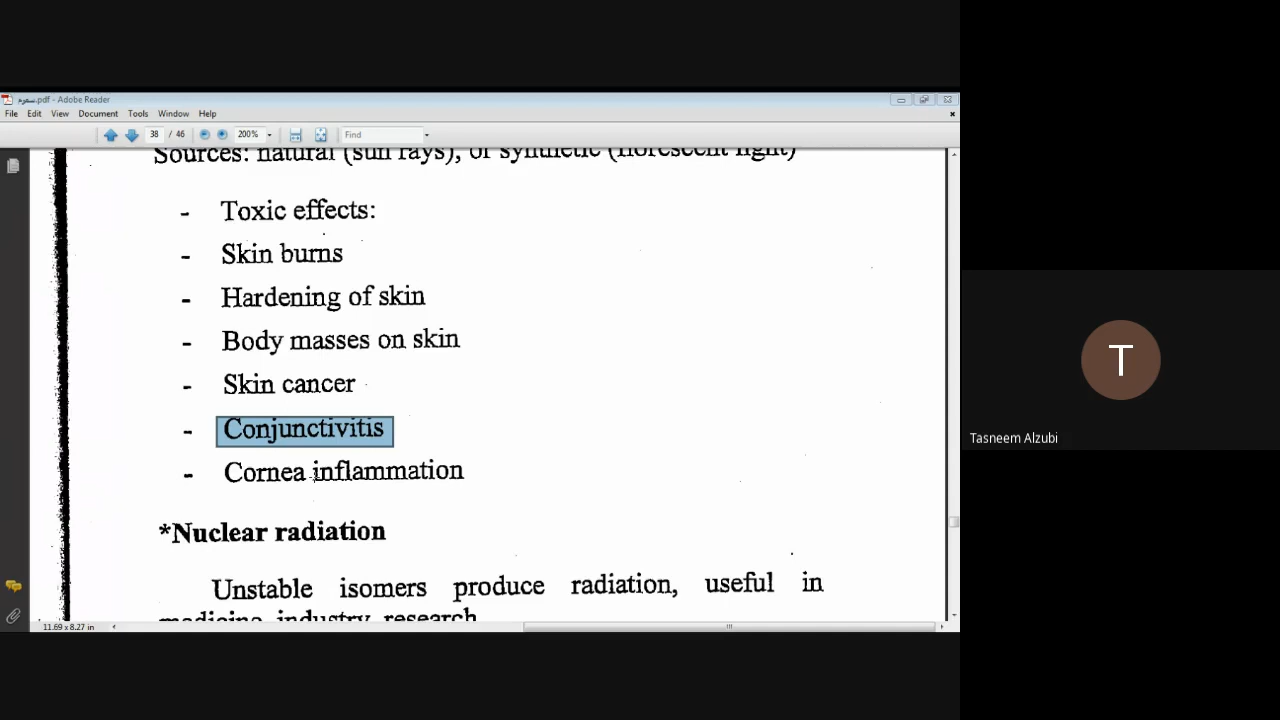 سموم.pdf - Adobe Reader
File Edit View Document Tools Window Help
38 / 46 200% Find
Sources: natural (sun rays), or synthetic (florescent light)
- Toxic effects:
- Skin burns
- Hardening of skin
- Body masses on skin
- Skin cancer
- Conjunctivitis
- Cornea inflammation
*Nuclear radiation
Unstable isomers produce radiation, useful in
medicine, industry, research
11.69 x 8.27 in
T
Tasneem Alzubi